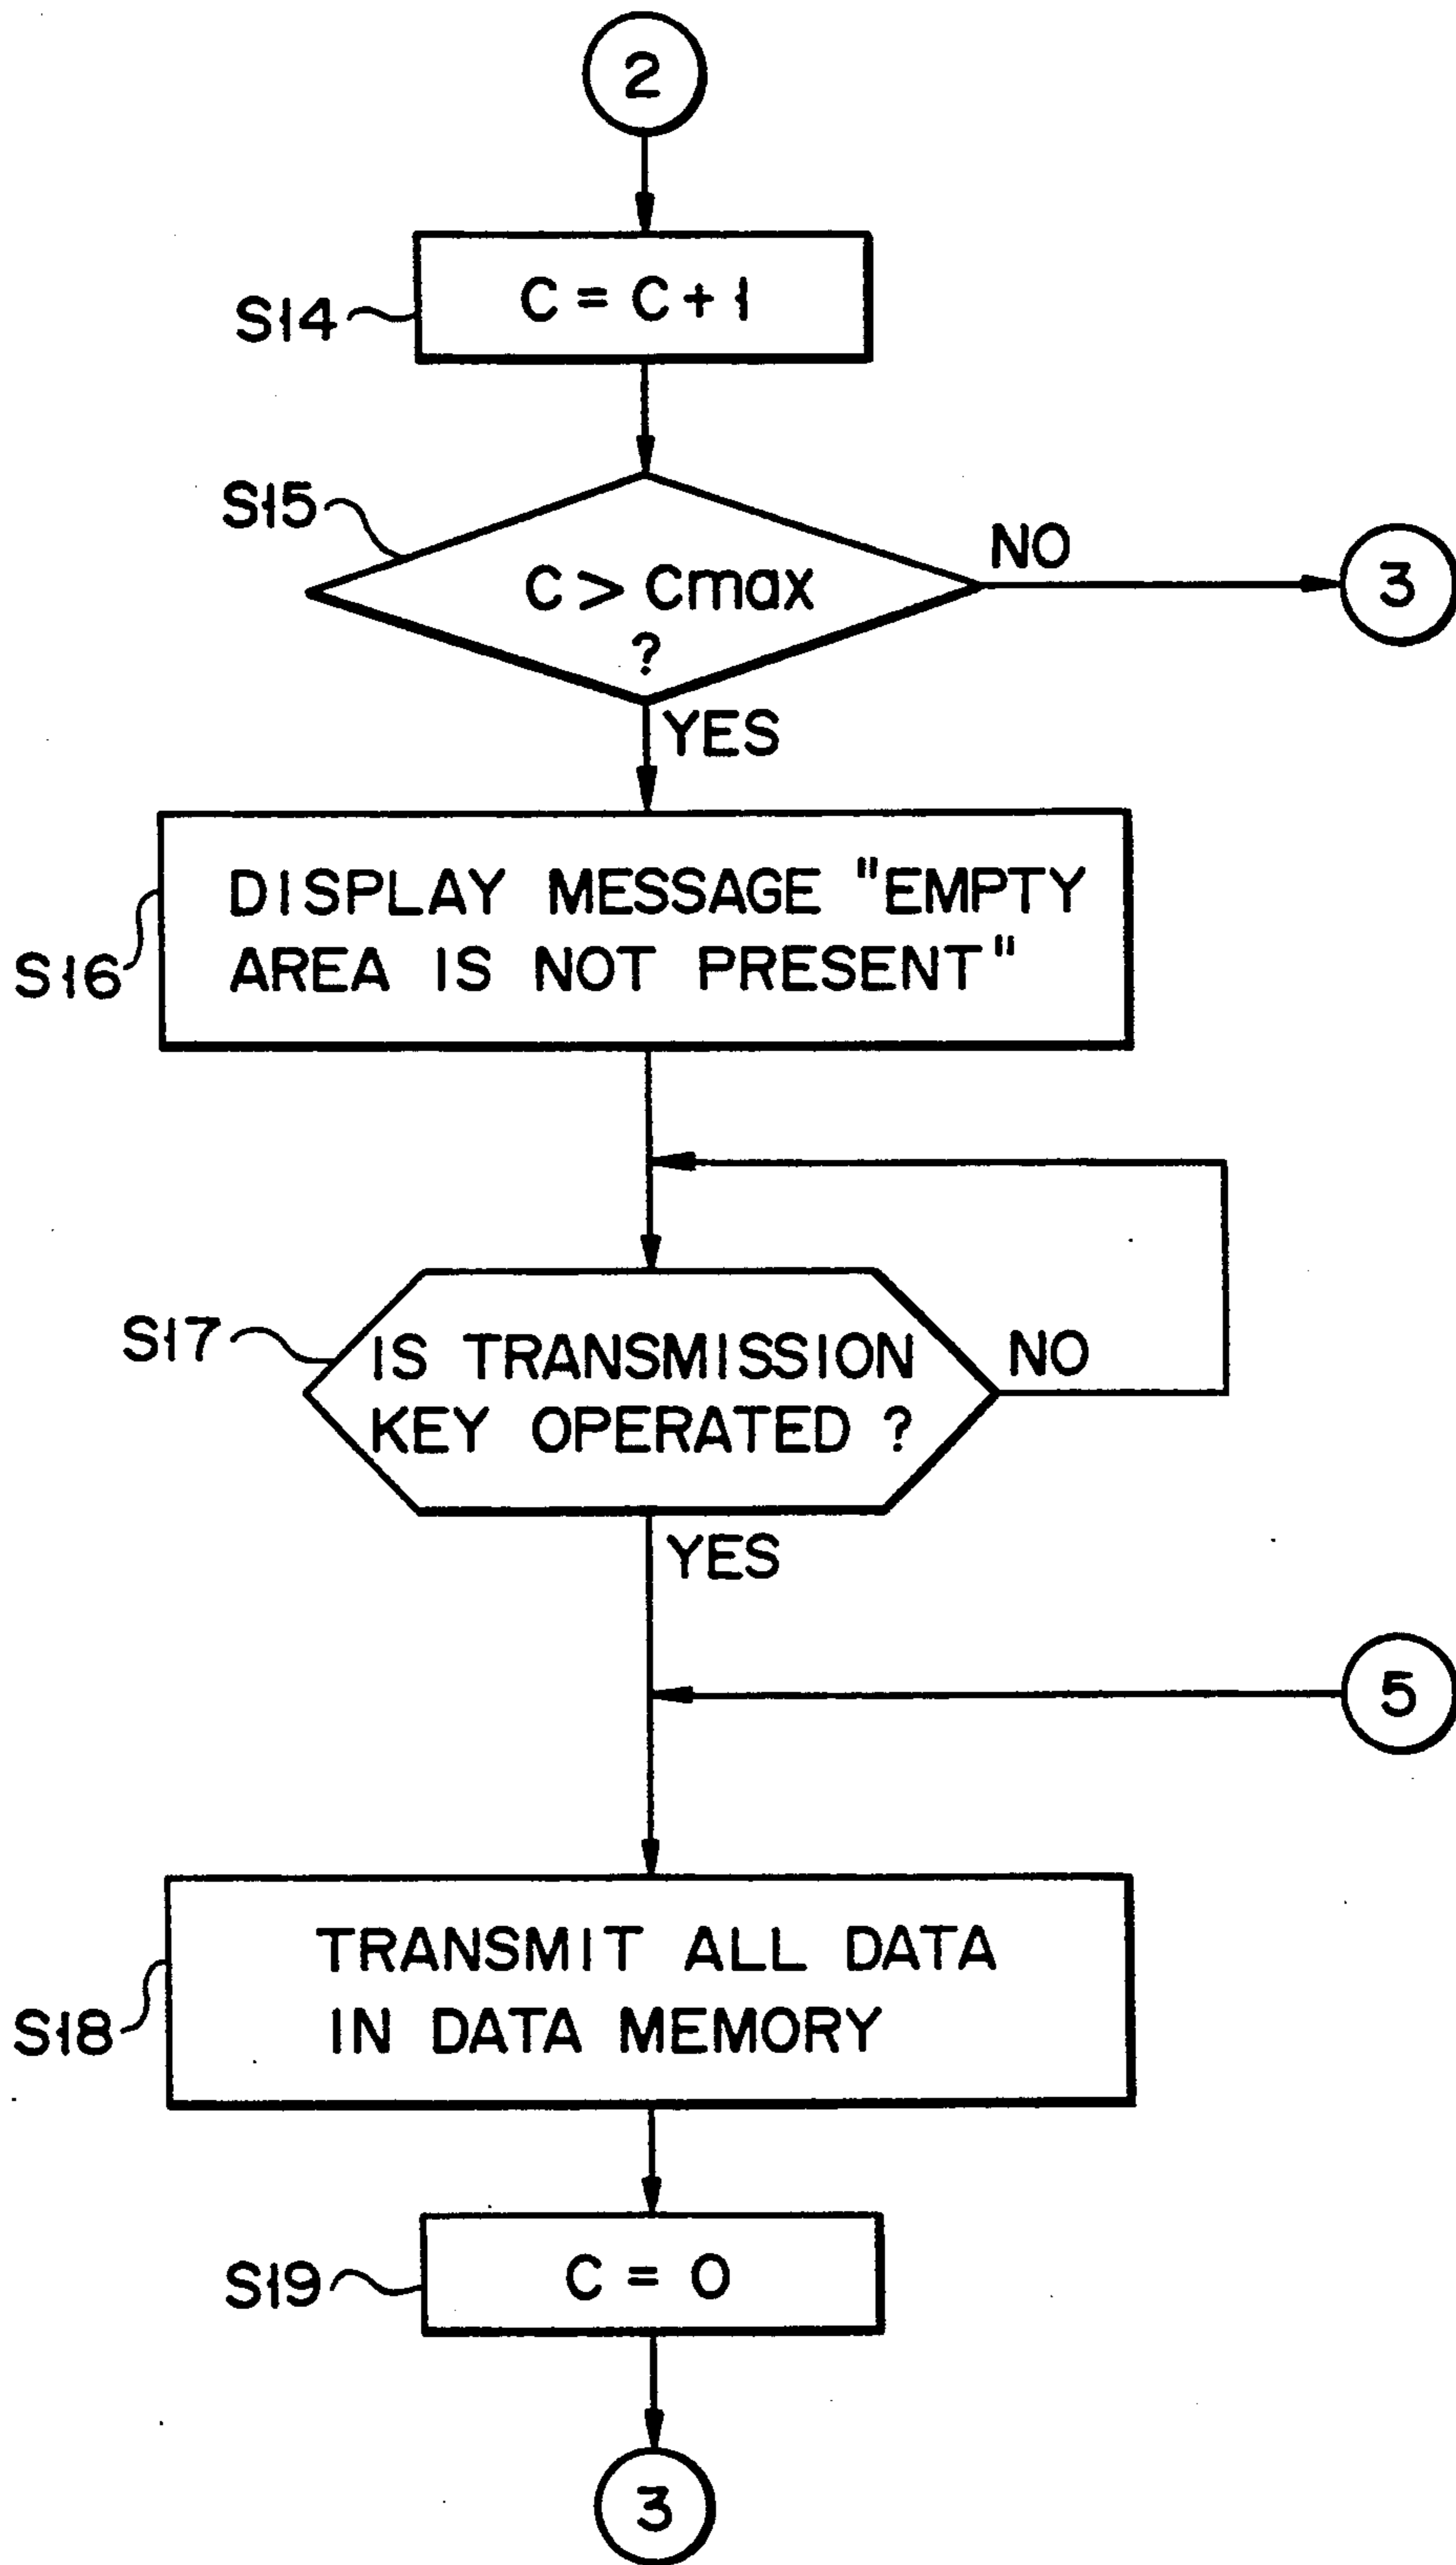 2
S14
C = C + 1
S15
C > Cmax
?
NO
3
YES
S16
DISPLAY MESSAGE "EMPTY
AREA IS NOT PRESENT"
S17
IS TRANSMISSION
KEY OPERATED ?
NO
YES
5
S18
TRANSMIT ALL DATA
IN DATA MEMORY
S19
C = 0
3